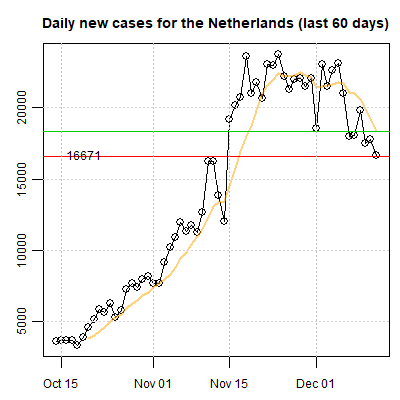 Daily new cases for the Netherlands (last 60 days)
20000
15000
10000
5000
16671
Oct 15 Nov 01 Nov 15 Dec 01